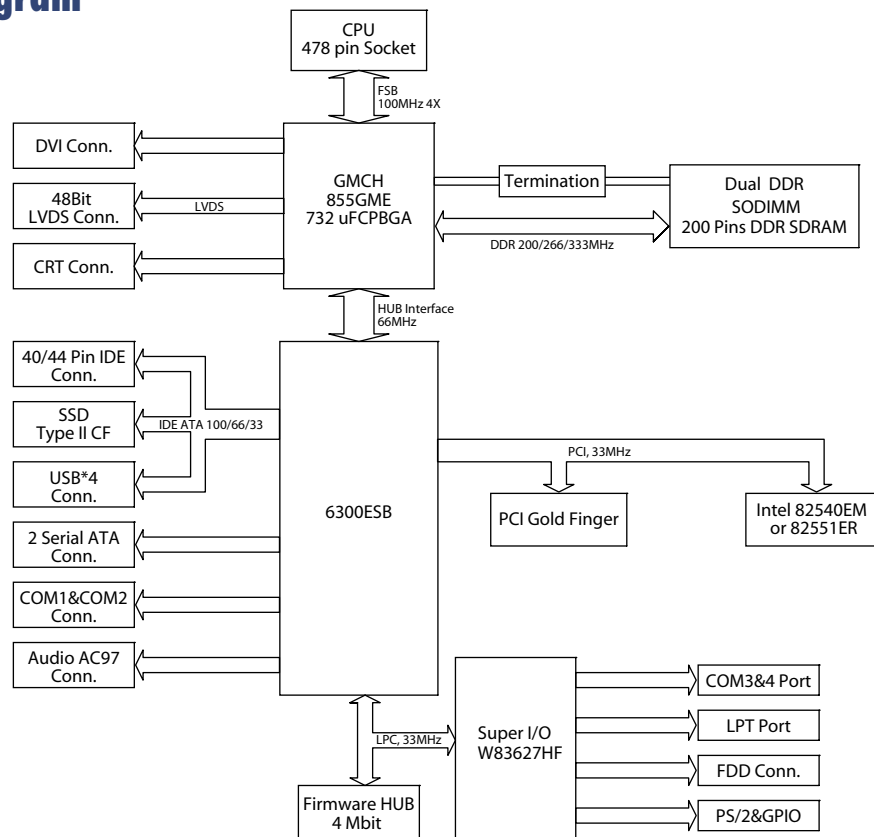 CPU
478 pin Socket
FSB
100MHz 4X
DVI Conn.
48Bit
LVDS Conn.
LVDS
CRT Conn.
GMCH
855GME
732 uFCPBGA
Termination
Dual DDR
SODIMM
200 Pins DDR SDRAM
DDR 200/266/333MHz
HUB Interface
66MHz
40/44 Pin IDE
Conn.
SSD
Type II CF
IDE ATA 100/66/33
USB*4
Conn.
2 Serial ATA
Conn.
COM1&COM2
Conn.
Audio AC97
Conn.
6300ESB
PCI, 33MHz
PCI Gold Finger
Intel 82540EM
or 82551ER
LPC, 33MHz
Firmware HUB
4 Mbit
Super I/O
W83627HF
COM3&4 Port
LPT Port
FDD Conn.
PS/2&GPIO